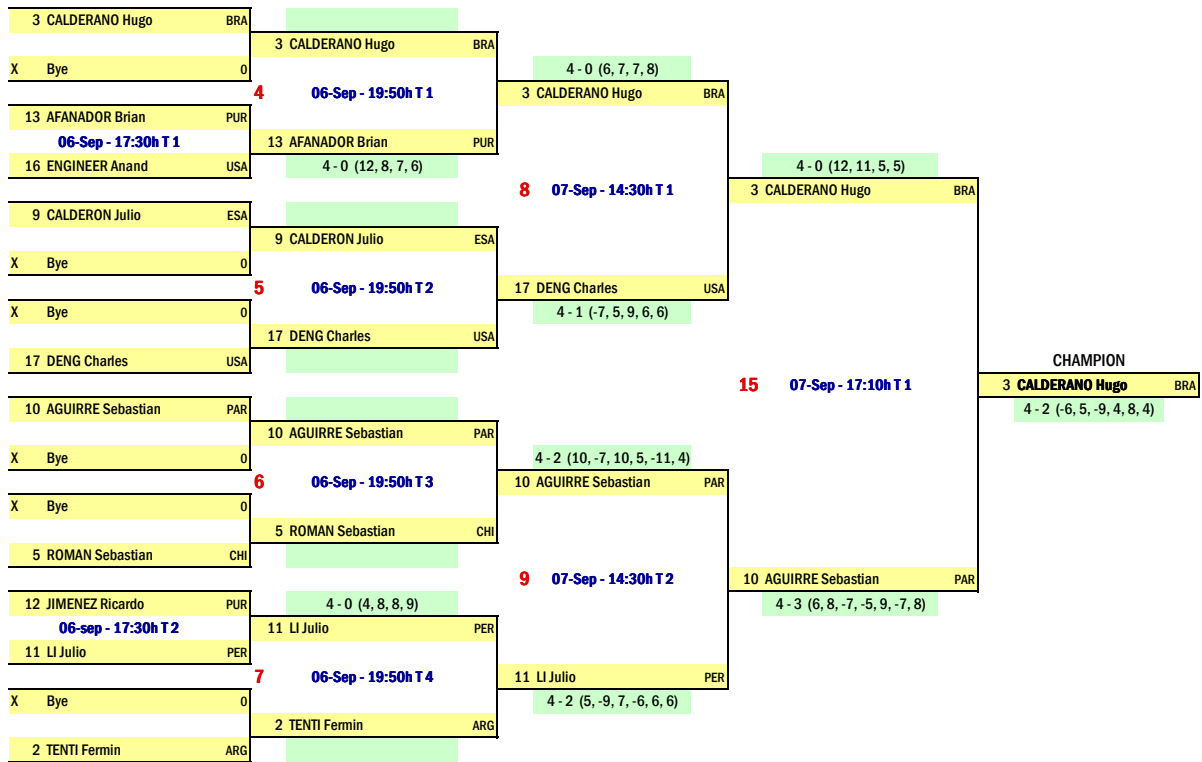 3 CALDERANO Hugo BRA
X Bye 0
13 AFANADOR Brian PUR
06-Sep - 17:30h T 1
16 ENGINEER Anand USA
9 CALDERON Julio ESA
X Bye 0
X Bye 0
17 DENG Charles USA
10 AGUIRRE Sebastian PAR
X Bye 0
X Bye 0
5 ROMAN Sebastian CHI
12 JIMENEZ Ricardo PUR
06-sep - 17:30h T 2
11 LI Julio PER
X Bye 0
2 TENTI Fermin ARG
3 CALDERANO Hugo BRA
4 06-Sep - 19:50h T 1
13 AFANADOR Brian PUR
4 - 0 (12, 8, 7, 6)
9 CALDERON Julio ESA
5 06-Sep - 19:50h T 2
17 DENG Charles USA
10 AGUIRRE Sebastian PAR
6 06-Sep - 19:50h T 3
5 ROMAN Sebastian CHI
4 - 0 (4, 8, 8, 9)
11 LI Julio PER
7 06-Sep - 19:50h T 4
2 TENTI Fermin ARG
4 - 0 (6, 7, 7, 8)
3 CALDERANO Hugo BRA
8 07-Sep - 14:30h T 1
17 DENG Charles USA
4 - 1 (-7, 5, 9, 6, 6)
4 - 2 (10, -7, 10, 5, -11, 4)
10 AGUIRRE Sebastian PAR
9 07-Sep - 14:30h T 2
11 LI Julio PER
4 - 2 (5, -9, 7, -6, 6, 6)
4 - 0 (12, 11, 5, 5)
3 CALDERANO Hugo BRA
15 07-Sep - 17:10h T 1
10 AGUIRRE Sebastian PAR
4 - 3 (6, 8, -7, -5, 9, -7, 8)
CHAMPION
3 CALDERANO Hugo BRA
4 - 2 (-6, 5, -9, 4, 8, 4)